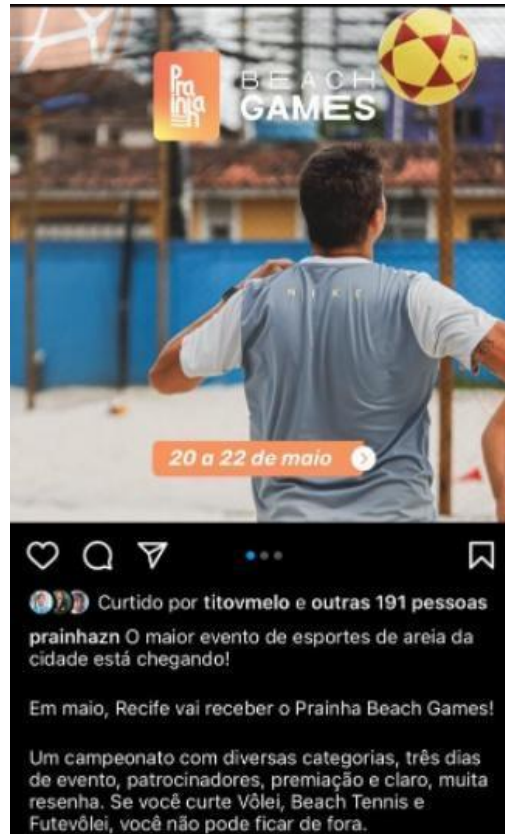 Prainha
BEACH
GAMES
NIKE
20 a 22 de maio
Curtido por titovmelo e outras 191 pessoas
prainhazn O maior evento de esportes de areia da
cidade está chegando!
Em maio, Recife vai receber o Prainha Beach Games!
Um campeonato com diversas categorias, três dias
de evento, patrocinadores, premiação e claro, muita
resenha. Se você curte Vôlei, Beach Tennis e
Futevôlei, você não pode ficar de fora.